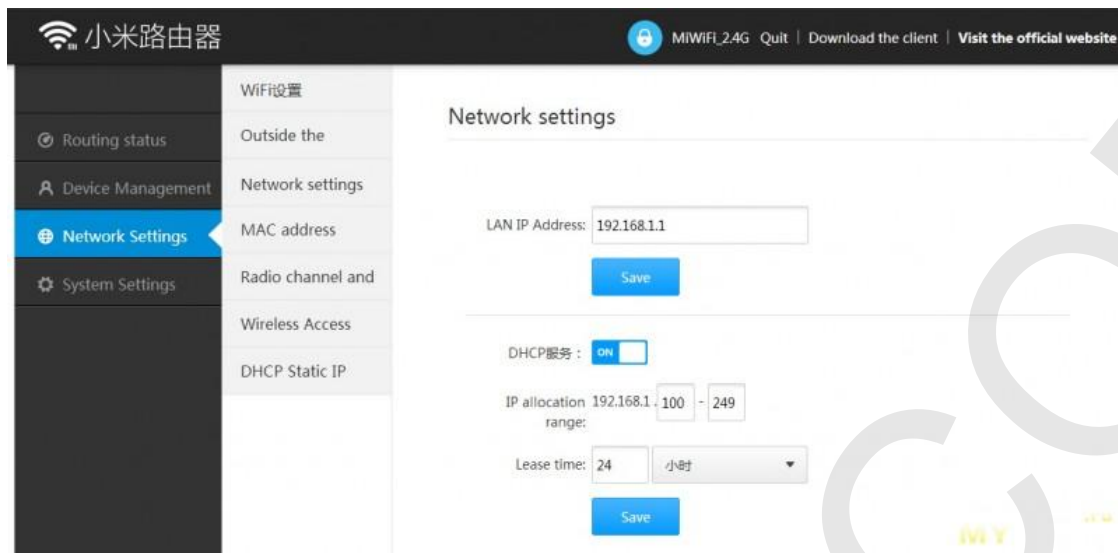 小米路由器
MiWiFi_2.4G Quit | Download the client | Visit the official website
WiFi设置
Outside the
Network settings
MAC address
Radio channel and
Wireless Access
DHCP Static IP
Routing status
Device Management
Network Settings
System Settings
Network settings
LAN IP Address: 192.168.1.1
Save
DHCP服务： ON
IP allocation 192.168.1. 100 - 249
range:
Lease time: 24 小时
Save
MY